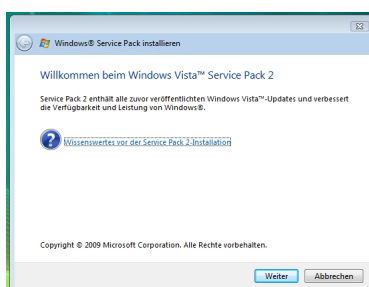 Windows® Service Pack installieren
Willkommen beim Windows Vista™ Service Pack 2
Service Pack 2 enthält alle zuvor veröffentlichten Windows Vista™-Updates und verbessert
die Verfügbarkeit und Leistung von Windows®.
Wissenswertes vor der Service Pack 2-Installation
Copyright © 2009 Microsoft Corporation. Alle Rechte vorbehalten.
Weiter Abbrechen